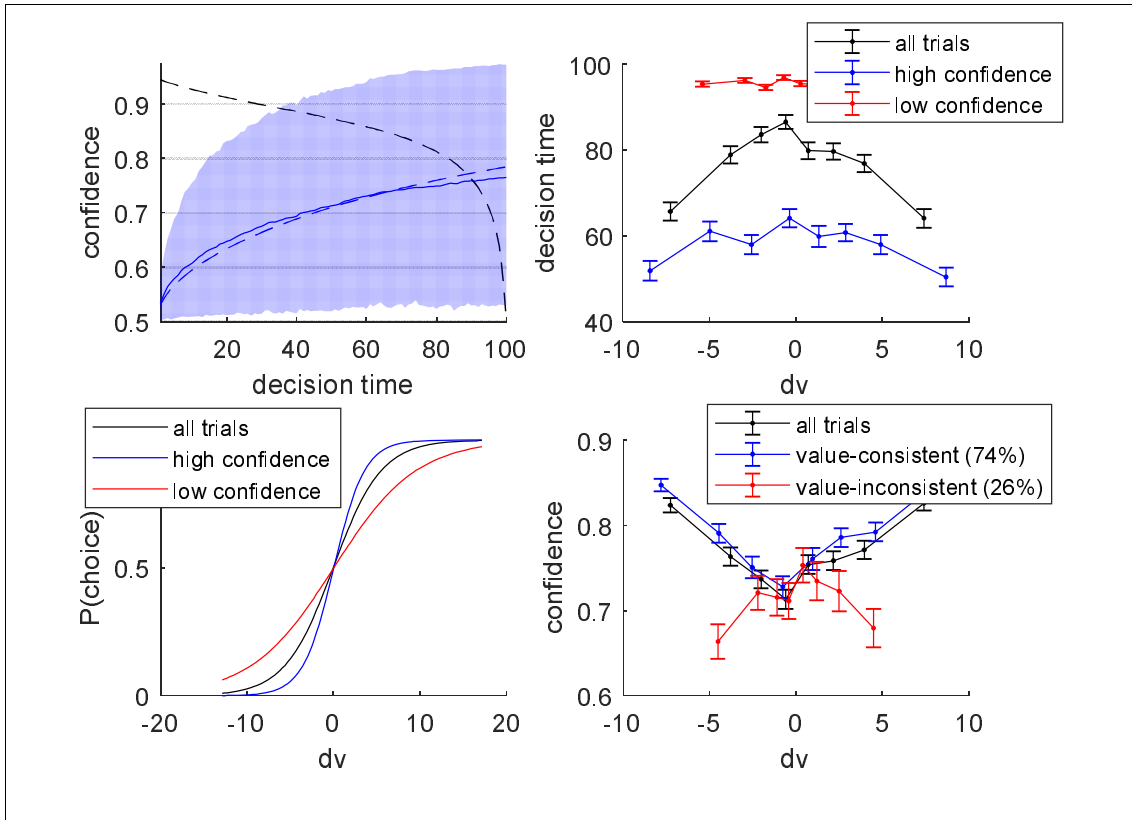 confidence
0.9
0.8
0.7
0.6
0.5
20
40
60
80
100
decision time
all trials
high confidence
low confidence
decision time
100
80
60
40
-10
-5
0
5
10
dv
all trials
high confidence
low confidence
P(choice)
0.5
0
-20
-10
0
10
20
dv
all trials
value-consistent (74%)
value-inconsistent (26%)
confidence
0.9
0.8
0.7
0.6
-10
-5
0
5
10
dv